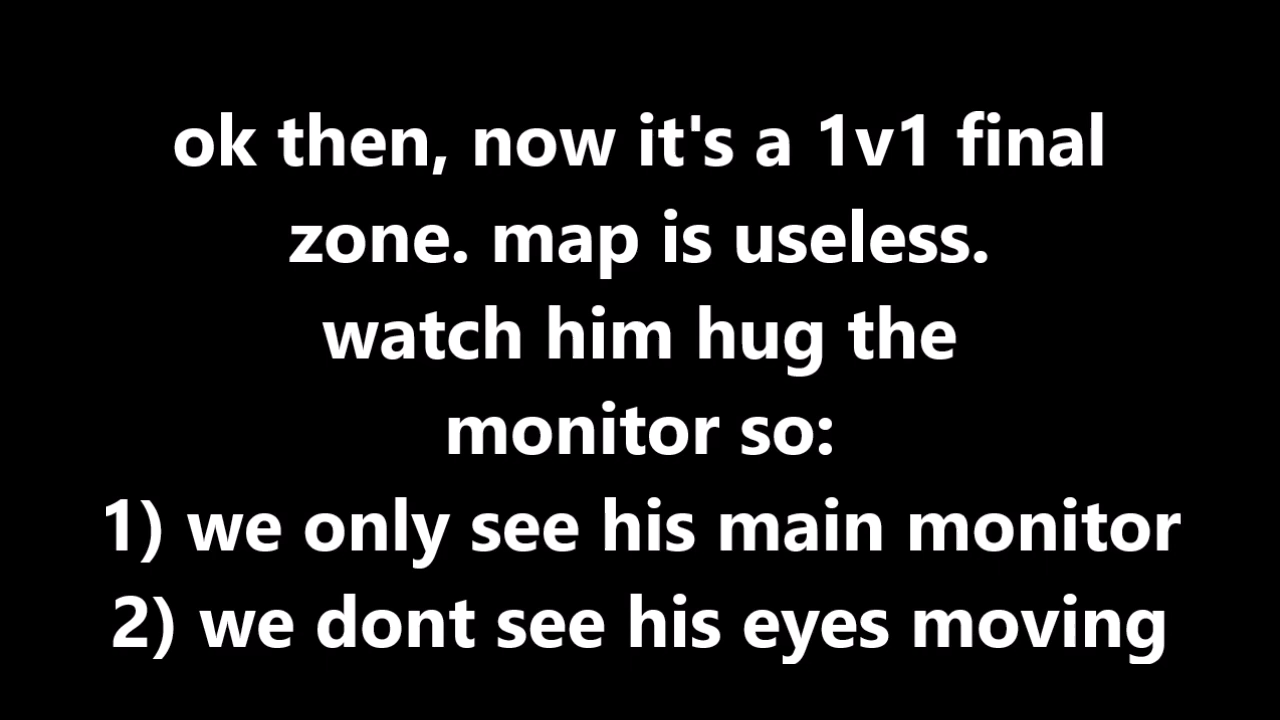 ok then, now it's a 1v1 final
zone. map is useless.
watch him hug the
monitor so:
1) we only see his main monitor
2) we dont see his eyes moving